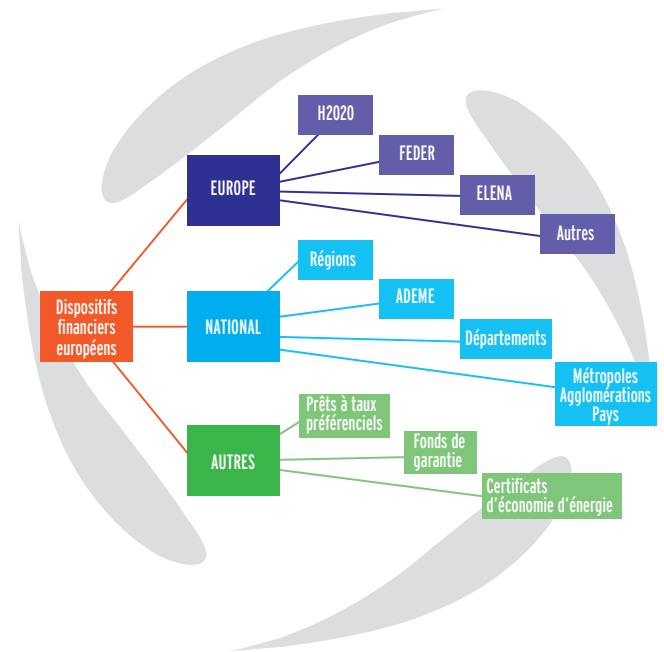 H2020
FEDER
EUROPE
ELENA
Autres
Régions
ADEME
Dispositifs
financiers
européens
NATIONAL
Départements
Métropoles
Agglomérations
Pays
Prêts à taux
préférenciels
Fonds de
garantie
AUTRES
Certificats
d'économie d'énergie